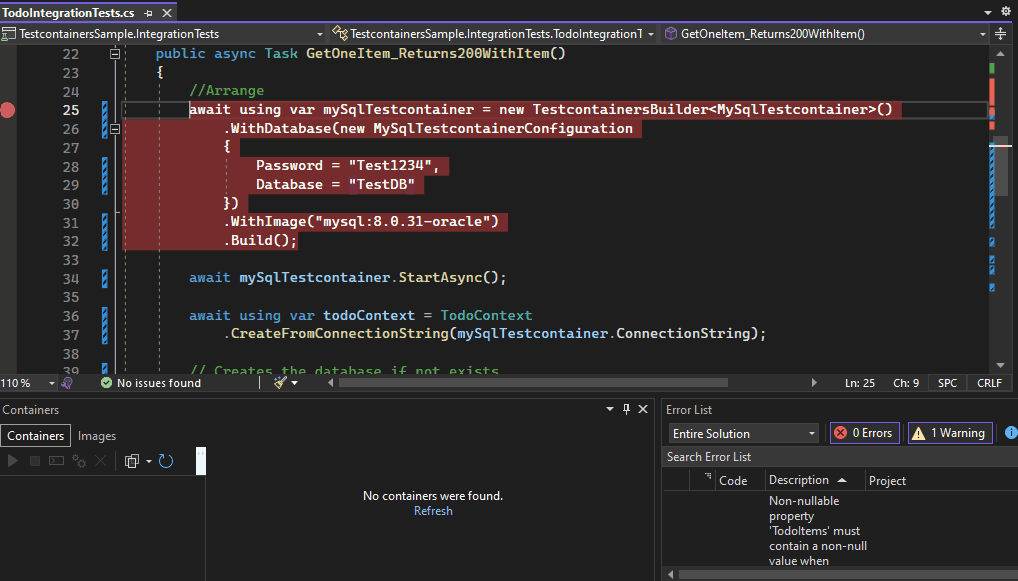 TodoIntegrationTests.cs
TestcontainersSample.IntegrationTests
TestcontainersSample.IntegrationTests.TodoIntegrationT
GetOneItem_Returns200WithItem()
22 public async Task GetOneItem_Returns200WithItem()
23 {
24 //Arrange
25 await using var mySqlTestcontainer = new TestcontainersBuilder<MySqlTestcontainer>()
26 .WithDatabase(new MySqlTestcontainerConfiguration
27 {
28 Password = "Test1234",
29 Database = "TestDB"
30 })
31 .WithImage("mysql:8.0.31-oracle")
32 .Build();
33
34 await mySqlTestcontainer.StartAsync();
35
36 await using var todoContext = TodoContext
37 .CreateFromConnectionString(mySqlTestcontainer.ConnectionString);
38
39 // Creates the database if not exists
110 % No issues found Ln: 25 Ch: 9 SPC CRLF
Containers
Containers Images
No containers were found.
Refresh
Error List
Entire Solution 0 Errors 1 Warning
Search Error List
Code Description Project
Non-nullable
property
'TodoItems' must
contain a non-null
value when